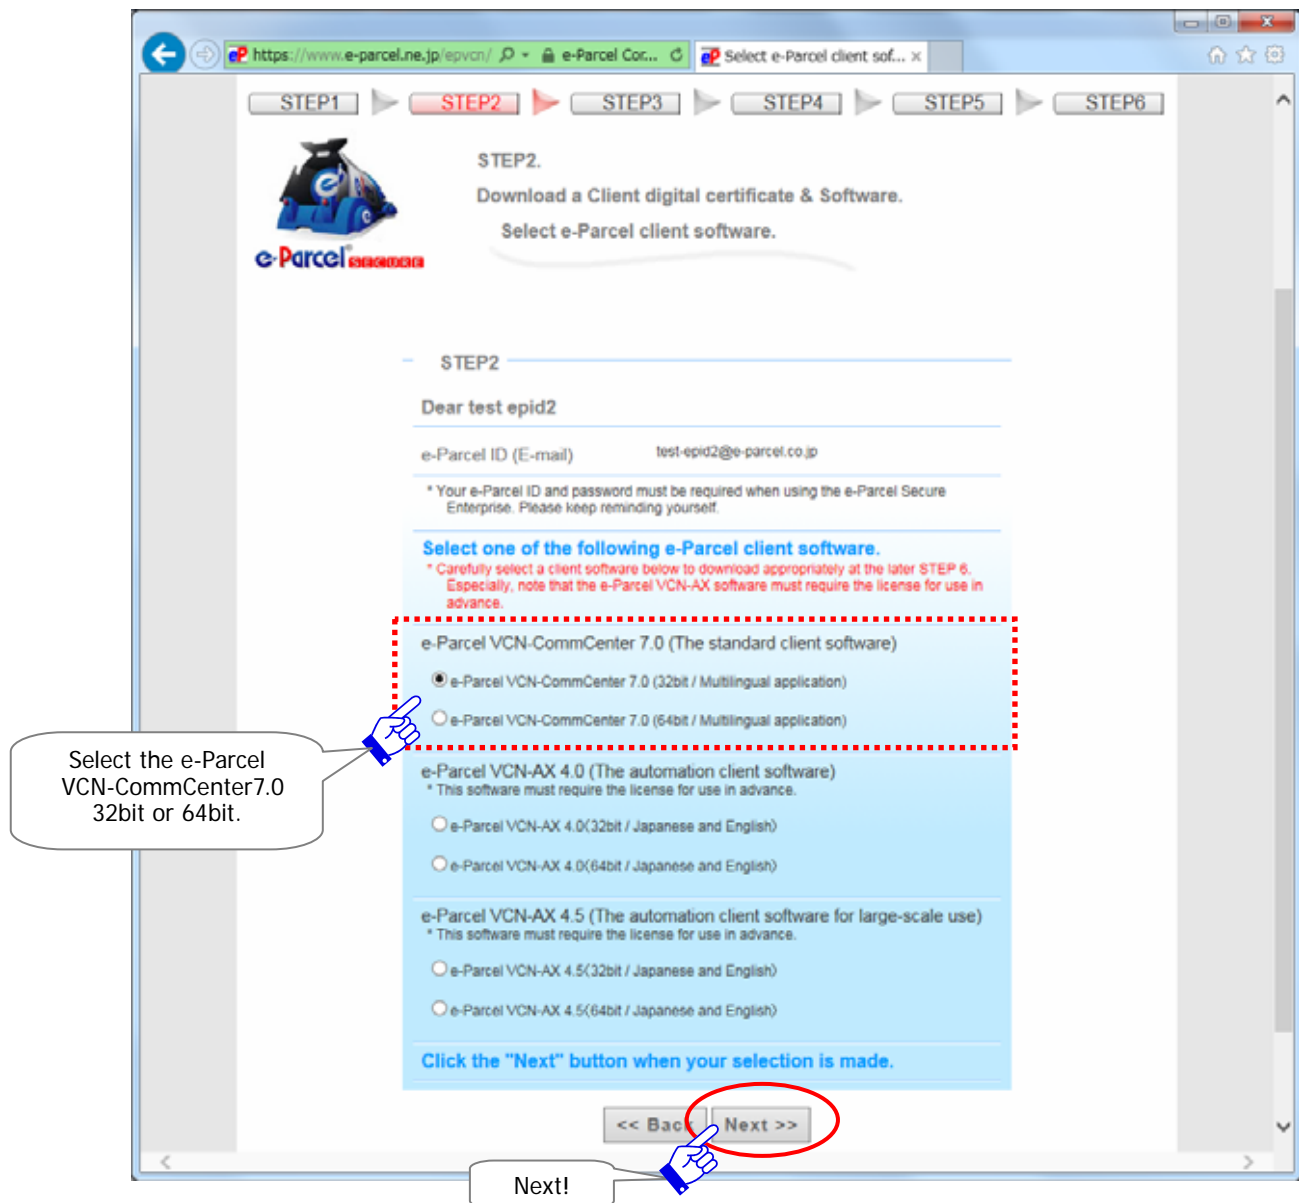 https://www.e-parcel.ne.jp/epvcn/
e-Parcel Cor...
Select e-Parcel client sof...
STEP1
STEP2
STEP3
STEP4
STEP5
STEP6
e-Parcel
STEP2.
Download a Client digital certificate & Software.
Select e-Parcel client software.
STEP2
Dear test epid2
e-Parcel ID (E-mail) test-epid2@e-parcel.co.jp
* Your e-Parcel ID and password must be required when using the e-Parcel Secure
Enterprise. Please keep reminding yourself.
Select one of the following e-Parcel client software.
* Carefully select a client software below to download appropriately at the later STEP 6.
Especially, note that the e-Parcel VCN-AX software must require the license for use in
advance.
e-Parcel VCN-CommCenter 7.0 (The standard client software)
e-Parcel VCN-CommCenter 7.0 (32bit / Multilingual application)
e-Parcel VCN-CommCenter 7.0 (64bit / Multilingual application)
Select the e-Parcel
VCN-CommCenter7.0
32bit or 64bit.
e-Parcel VCN-AX 4.0 (The automation client software)
* This software must require the license for use in advance.
e-Parcel VCN-AX 4.0(32bit / Japanese and English)
e-Parcel VCN-AX 4.0(64bit / Japanese and English)
e-Parcel VCN-AX 4.5 (The automation client software for large-scale use)
* This software must require the license for use in advance.
e-Parcel VCN-AX 4.5(32bit / Japanese and English)
e-Parcel VCN-AX 4.5(64bit / Japanese and English)
Click the "Next" button when your selection is made.
<< Back
Next >>
Next!